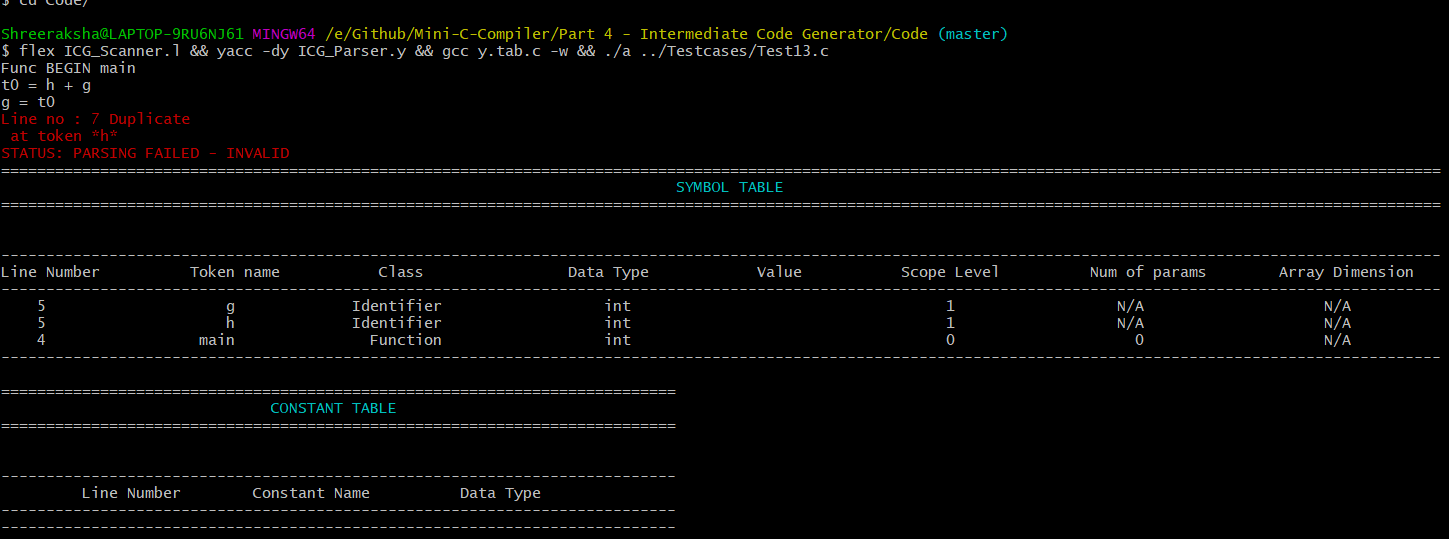 $ cd Code/
Shreeraksha@LAPTOP-9RU6NJ61 MINGW64 /e/Github/Mini-C-Compiler/Part 4 - Intermediate Code Generator/Code (master)
$ flex ICG_Scanner.l && yacc -dy ICG_Parser.y && gcc y.tab.c -w && ./a ../Testcases/Test13.c
Func BEGIN main
t0 = h + g
g = t0
Line no : 7 Duplicate
at token *h*
STATUS: PARSING FAILED - INVALID
SYMBOL TABLE
Line Number Token name Class Data Type Value Scope Level Num of params Array Dimension
5 g Identifier int 1 N/A N/A
5 h Identifier int 1 N/A N/A
4 main Function int 0 0 N/A
CONSTANT TABLE
Line Number Constant Name Data Type